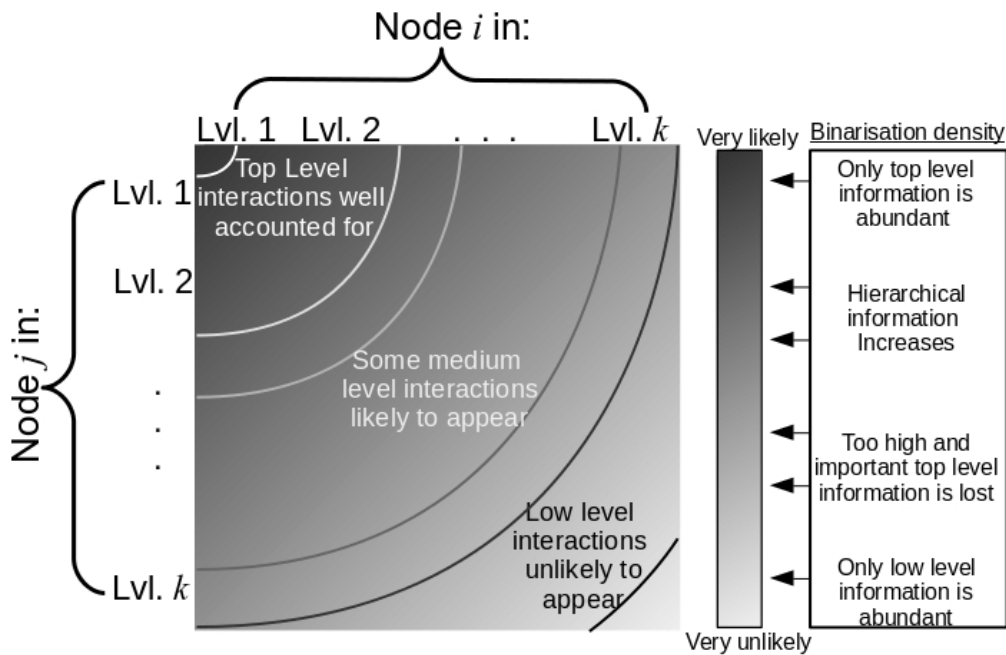 Node i in:
Lvl. 1 Lvl. 2 . . . Lvl. k
Node j in:
Lvl. 1
Lvl. 2
.
.
.
Lvl. k
Top Level
interactions well
accounted for
Some medium
level interactions
likely to appear
Low level
interactions
unlikely to
appear
Very likely
Very unlikely
Binarisation density
Only top level
information is
abundant
Hierarchical
information
Increases
Too high and
important top level
information is lost
Only low level
information is
abundant